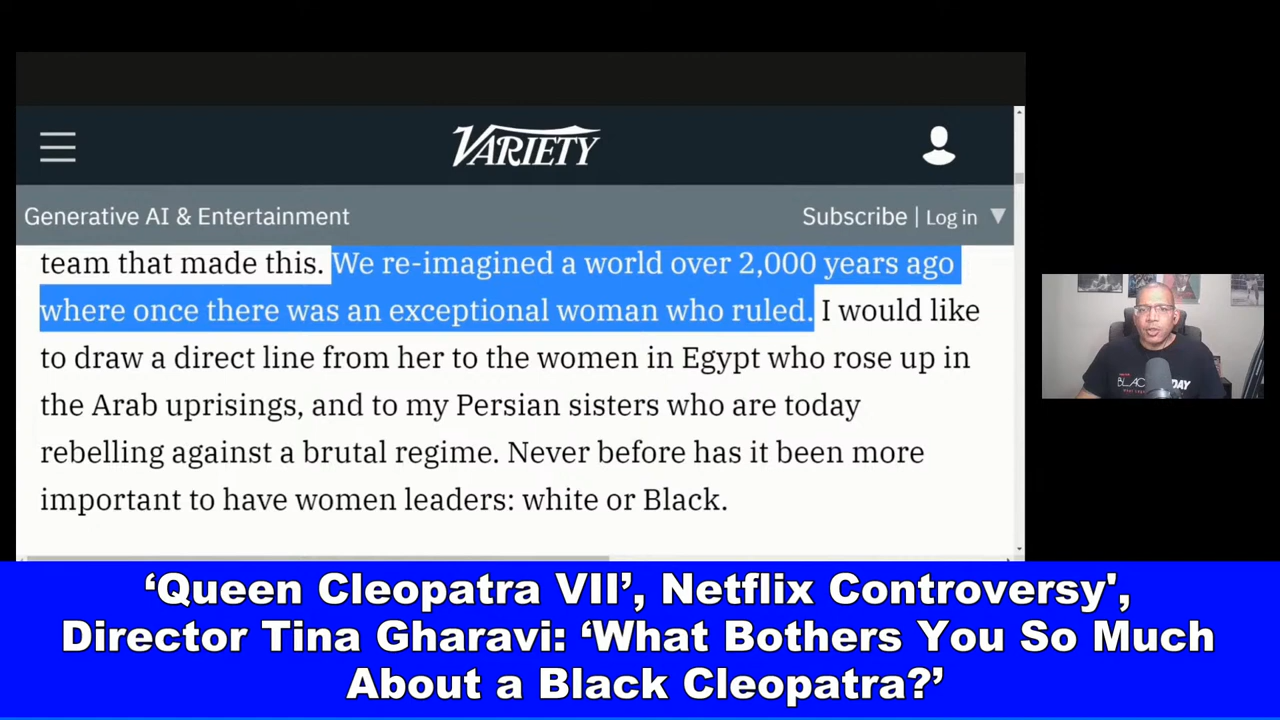 VARIETY
Generative AI & Entertainment
Subscribe | Log in
team that made this. We re-imagined a world over 2,000 years ago
where once there was an exceptional woman who ruled. I would like
to draw a direct line from her to the women in Egypt who rose up in
the Arab uprisings, and to my Persian sisters who are today
rebelling against a brutal regime. Never before has it been more
important to have women leaders: white or Black.
‘Queen Cleopatra VII’, Netflix Controversy',
Director Tina Gharavi: ‘What Bothers You So Much
About a Black Cleopatra?’